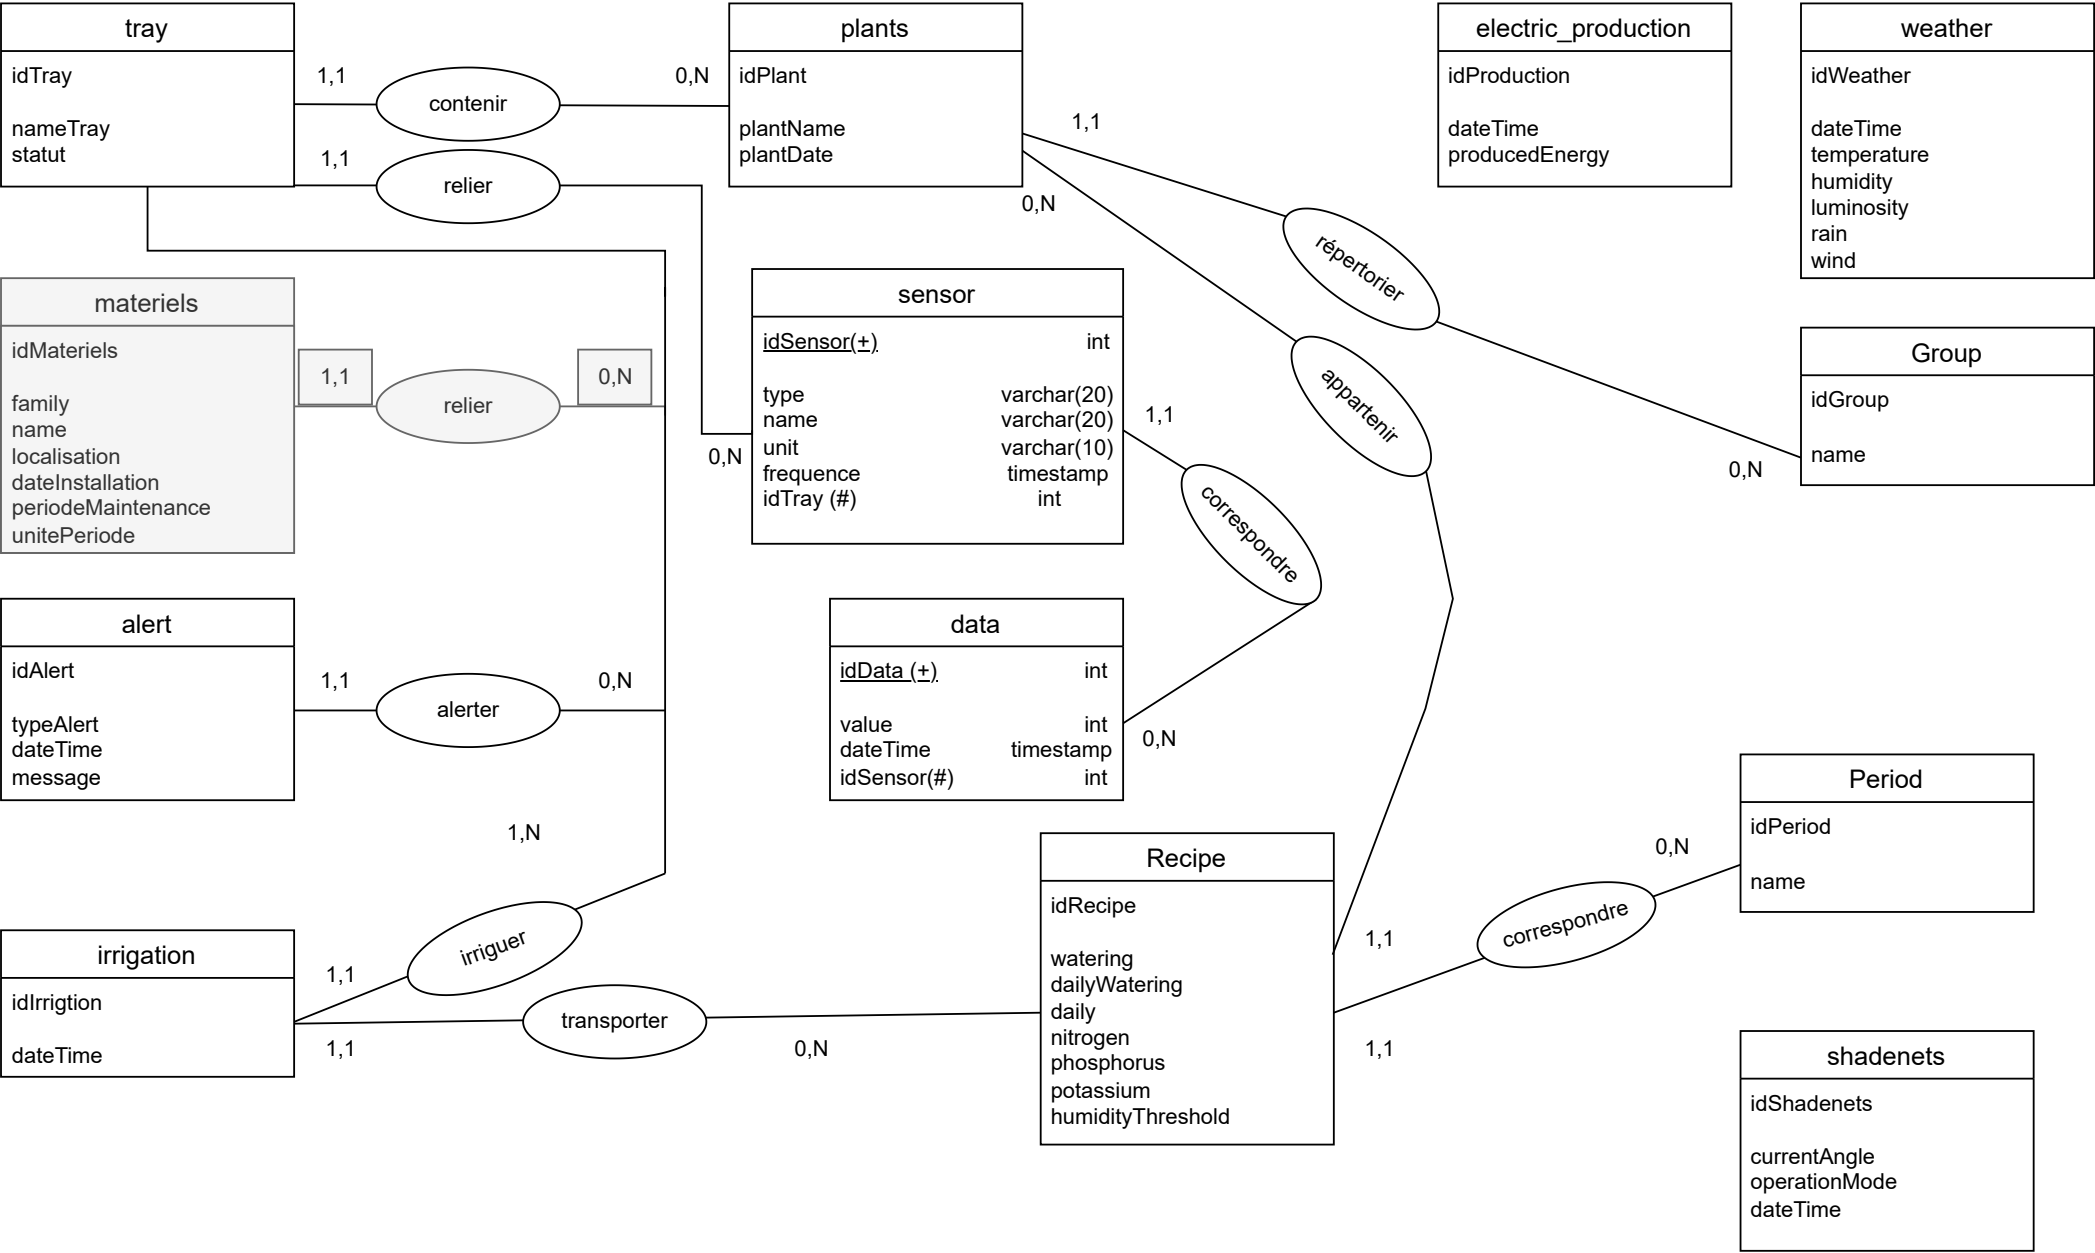 tray
idTray
nameTray
statut
1,1
contenir
0,N
1,1
relier
0,N
plants
idPlant
plantName
plantDate
1,1
répertorier
0,N
0,N
appartenir
1,1
electric_production
idProduction
dateTime
producedEnergy
weather
idWeather
dateTime
temperature
humidity
luminosity
rain
wind
materiels
idMateriels
family
name
localisation
dateInstallation
periodeMaintenance
unitePeriode
1,1
relier
0,N
sensor
idSensor(+) int
type varchar(20)
name varchar(20)
unit varchar(10)
frequence timestamp
idTray (#) int
1,1
correspondre
0,N
Group
idGroup
name
alert
idAlert
typeAlert
dateTime
message
1,1
alerter
0,N
data
idData (+) int
value int
dateTime timestamp
idSensor(#) int
Period
idPeriod
name
1,N
irriguer
1,1
irrigation
idIrrigtion
dateTime
1,1
transporter
0,N
Recipe
idRecipe
watering
dailyWatering
daily
nitrogen
phosphorus
potassium
humidityThreshold
0,N
correspondre
1,1
shadenets
idShadenets
currentAngle
operationMode
dateTime